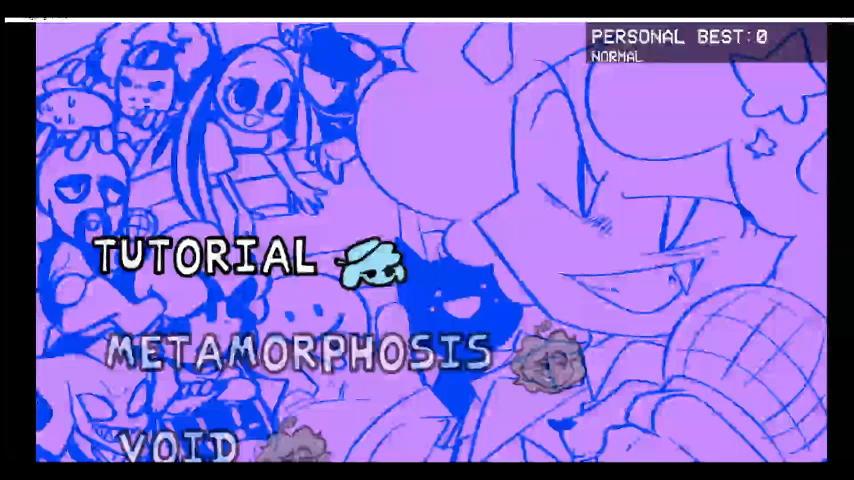 PERSONAL BEST:0
NORMAL
TUTORIAL
METAMORPHOSIS
VOID